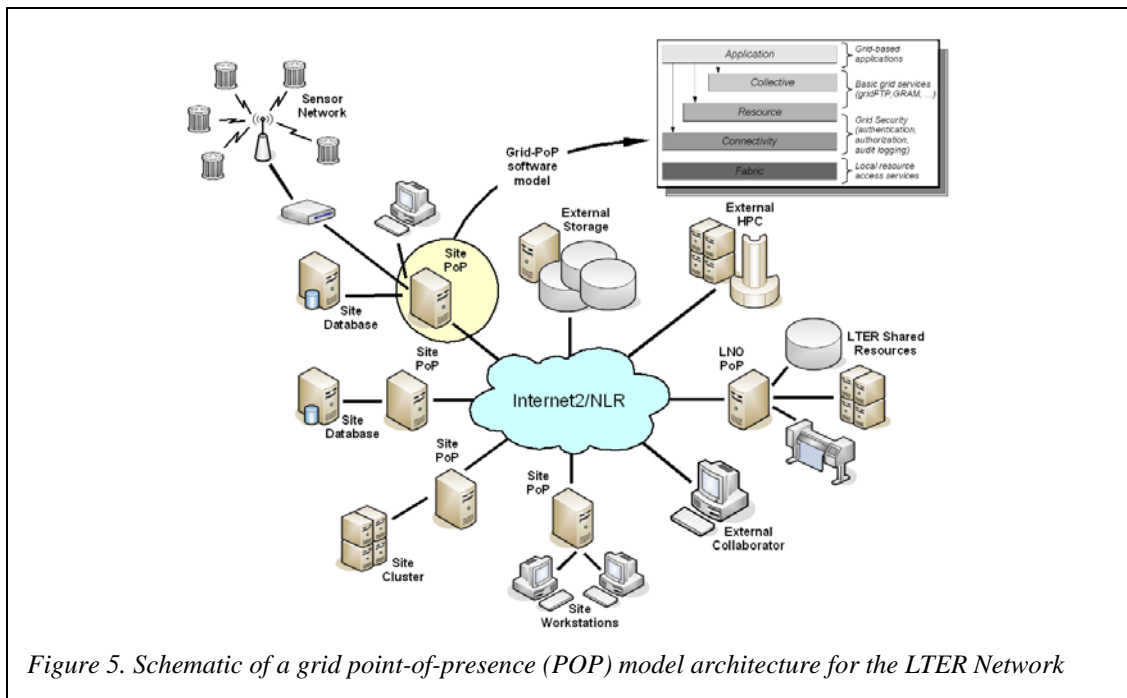 Application
Grid-based
applications
Collective
Basic grid services
(gridFTP, GRAM, ...)
Resource
Grid Security
(authentication,
authorization,
audit logging)
Connectivity
Fabric
Local resource
access services
Sensor
Network
Grid-PoP
software
model
External
Storage
External
HPC
Site
PoP
Site
Database
LTER Shared
Resources
LNO
PoP
Site
PoP
Internet2/NLR
Site
Database
Site
PoP
Site
PoP
External
Collaborator
Site
Cluster
Site
Workstations
Figure 5. Schematic of a grid point-of-presence (POP) model architecture for the LTER Network